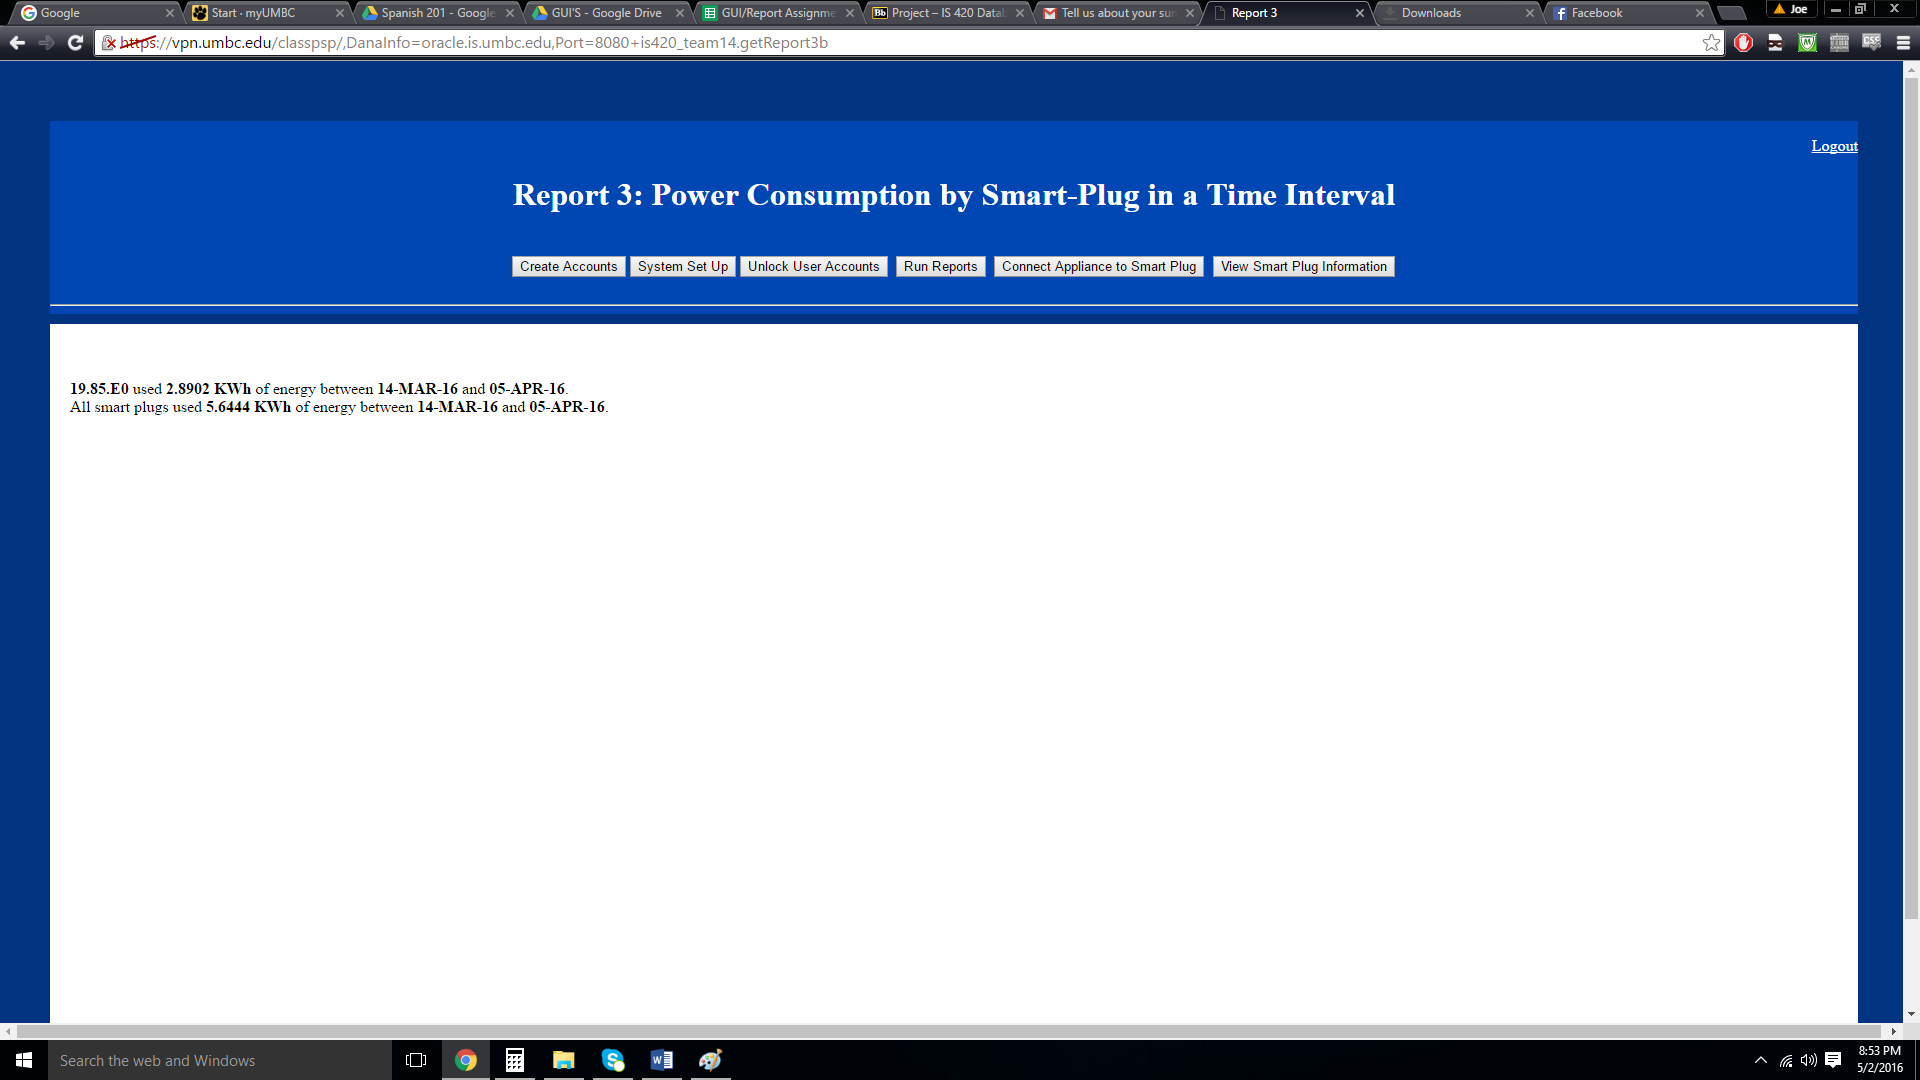 Google
Start · myUMBC
Spanish 201 - Google
GUI'S - Google Drive
GUI/Report Assignme
Project – IS 420 Datab
Tell us about your sur
Report 3
Downloads
Facebook
Joe
https://vpn.umbc.edu/classpsp/,DanaInfo=oracle.is.umbc.edu,Port=8080+is420_team14.getReport3b
Logout
Report 3: Power Consumption by Smart-Plug in a Time Interval
Create Accounts System Set Up Unlock User Accounts Run Reports Connect Appliance to Smart Plug View Smart Plug Information
19.85.E0 used 2.8902 KWh of energy between 14-MAR-16 and 05-APR-16.
All smart plugs used 5.6444 KWh of energy between 14-MAR-16 and 05-APR-16.
Search the web and Windows
8:53 PM
5/2/2016